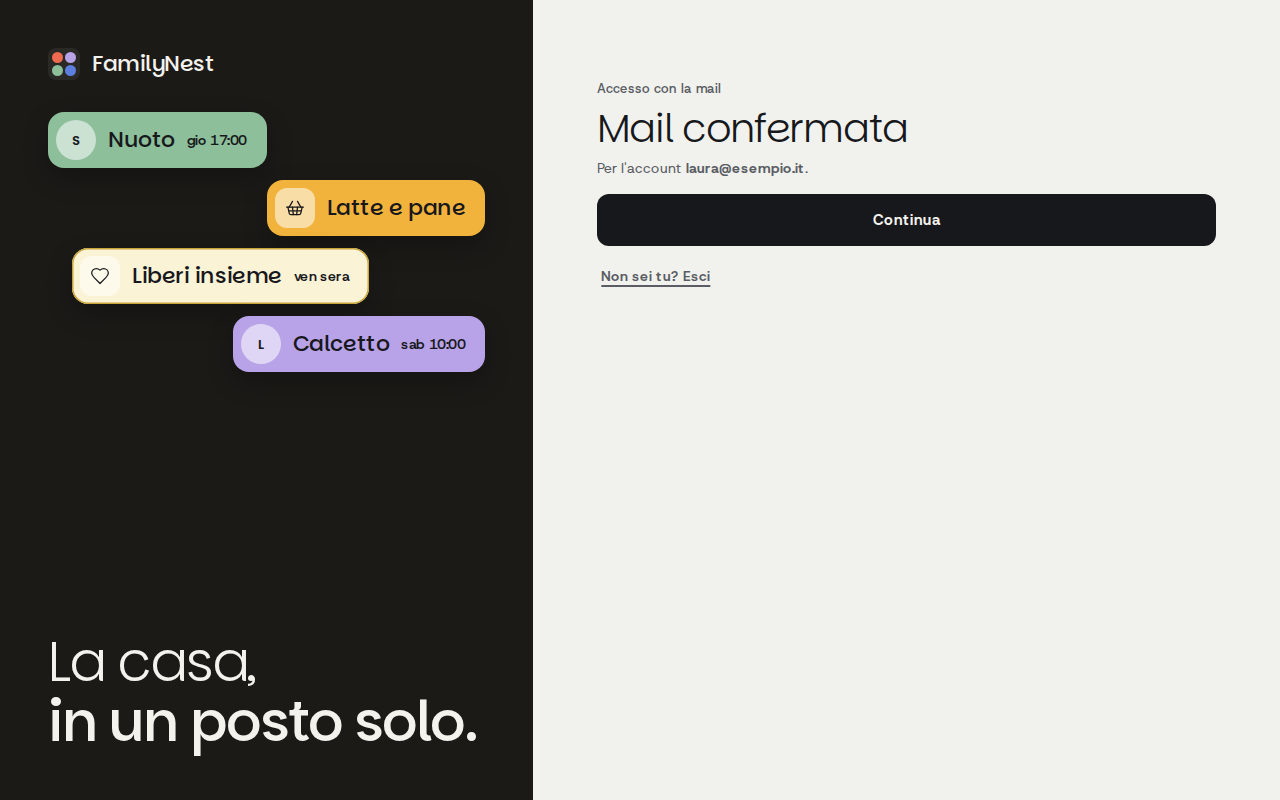 FamilyNest
S Nuoto gio 17:00
Latte e pane
Liberi insieme ven sera
L Calcetto sab 10:00
La casa,
in un posto solo.
Accesso con la mail
Mail confermata
Per l'account laura@esempio.it.
Continua
Non sei tu? Esci